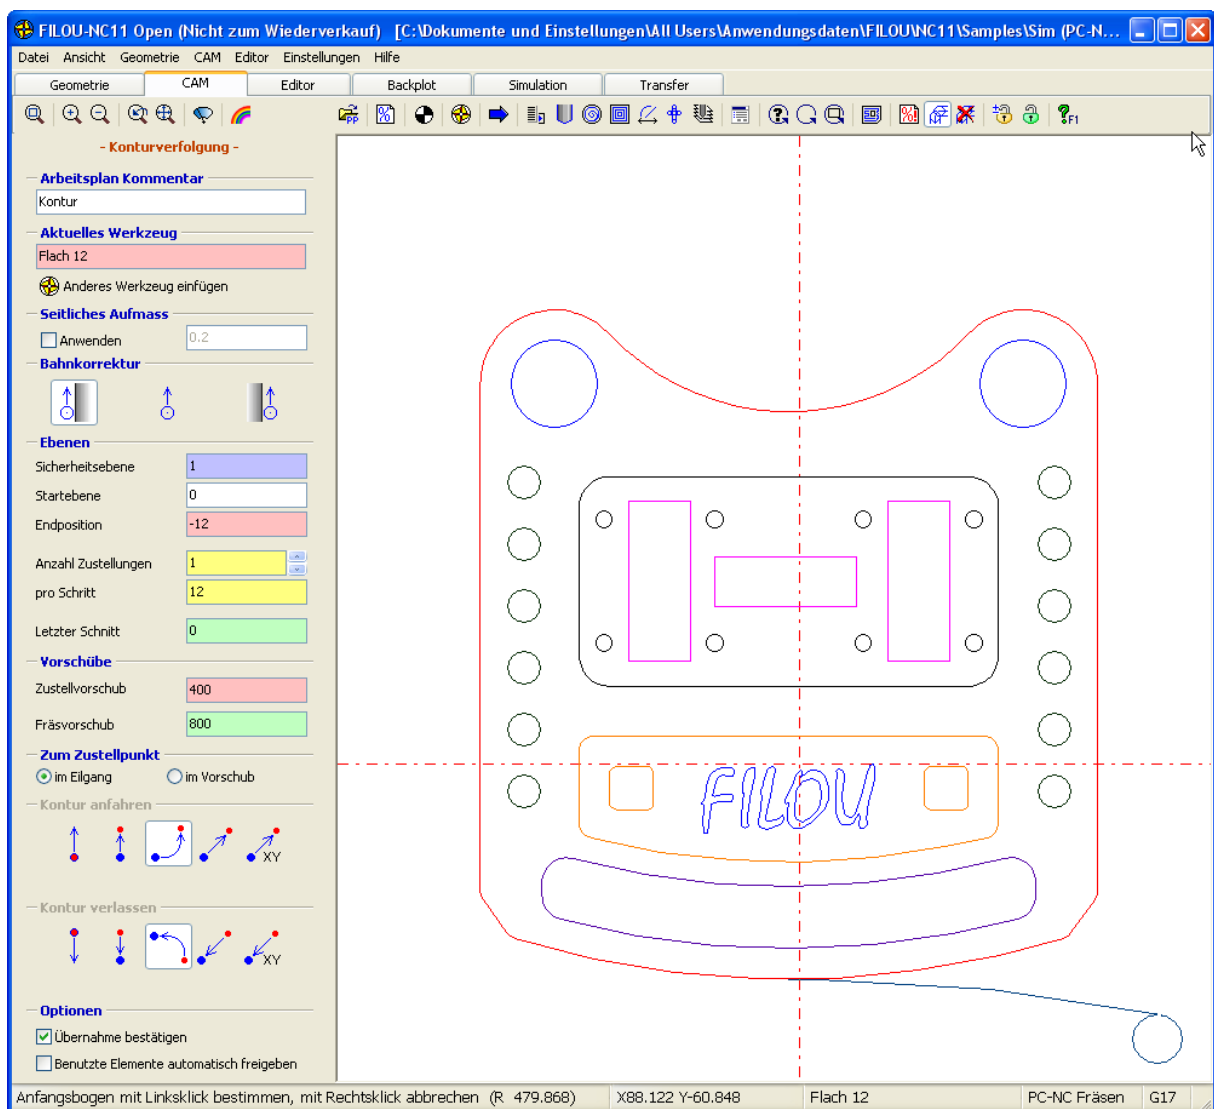 FILOU-NC11 Open (Nicht zum Wiederverkauf) [C:\Dokumente und Einstellungen\All Users\Anwendungsdaten\FILOU\NC11\Samples\Sim (PC-N...
Datei Ansicht Geometrie CAM Editor Einstellungen Hilfe
Geometrie CAM Editor Backplot Simulation Transfer
PP % %! ? F1
- Konturverfolgung -
Arbeitsplan Kommentar
Kontur
Aktuelles Werkzeug
Flach 12
Anderes Werkzeug einfügen
Seitliches Aufmass
Anwenden 0.2
Bahnkorrektur
Ebenen
Sicherheitsebene 1
Startebene 0
Endposition -12
Anzahl Zustellungen 1
pro Schritt 12
Letzter Schnitt 0
Vorschübe
Zustellvorschub 400
Fräsvorschub 800
Zum Zustellpunkt
im Eilgang im Vorschub
Kontur anfahren
XY
Kontur verlassen
XY
Optionen
Übernahme bestätigen
Benutzte Elemente automatisch freigeben
FILOU
Anfangsbogen mit Linksklick bestimmen, mit Rechtsklick abbrechen (R 479.868) X88.122 Y-60.848 Flach 12 PC-NC Fräsen G17